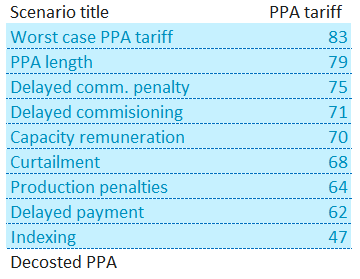 Scenario title PPA tariff
Worst case PPA tariff 83
PPA length 79
Delayed comm. penalty 75
Delayed commisioning 71
Capacity remuneration 70
Curtailment 68
Production penalties 64
Delayed payment 62
Indexing 47
Decosted PPA